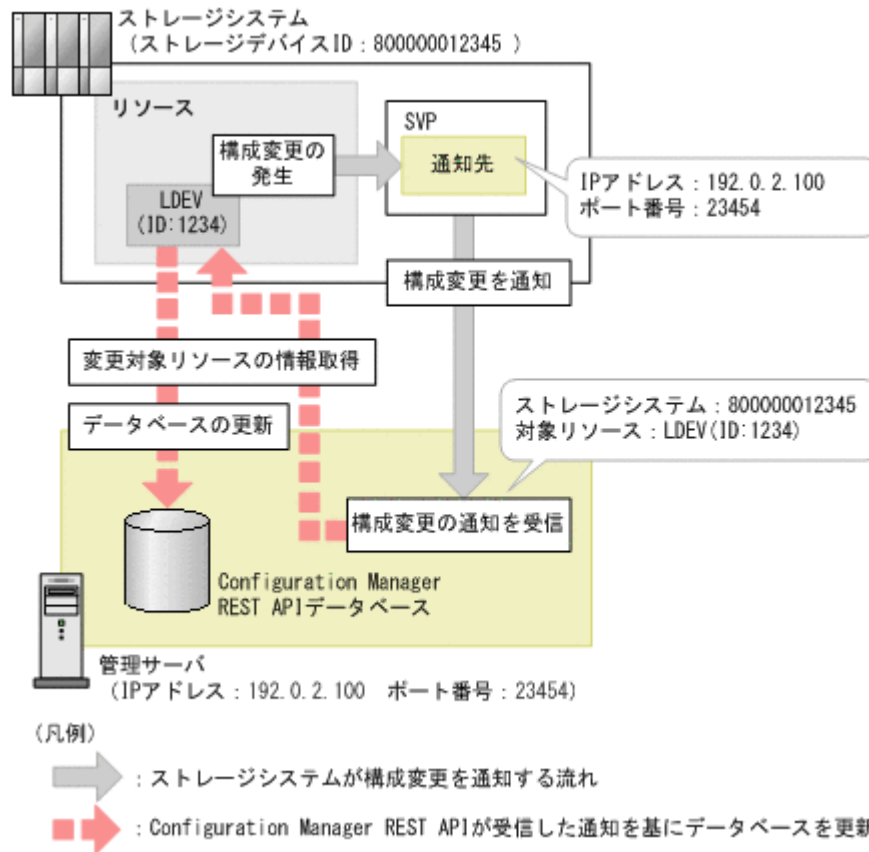 ストレージシステム
（ストレージデバイスID：800000012345 ）
リソース
構成変更の
発生
LDEV
(ID:1234)
SVP
通知先
IPアドレス：192.0.2.100
ポート番号：23454
構成変更を通知
変更対象リソースの情報取得
データベースの更新
ストレージシステム：800000012345
対象リソース：LDEV(ID:1234)
構成変更の通知を受信
Configuration Manager
REST APIデータベース
管理サーバ
（IPアドレス：192.0.2.100　ポート番号：23454）
（凡例）
：ストレージシステムが構成変更を通知する流れ
：Configuration Manager REST APIが受信した通知を基にデータベースを更新